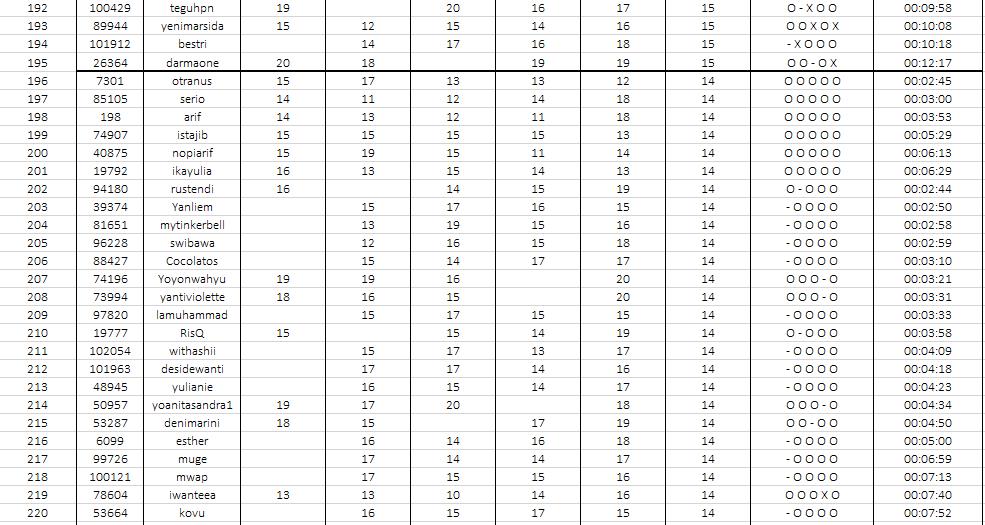 192 100429 teguhpn 19 20 16 17 15 O - X O O 00:09:58
193 89944 yenimarsida 15 12 15 14 16 15 O O X O X 00:10:08
194 101912 bestri 14 17 16 18 15 - X O O O 00:10:18
195 26364 darmaone 20 18 19 19 15 O O - O X 00:12:17
196 7301 otranus 15 17 13 13 12 14 O O O O O 00:02:45
197 85105 serio 14 11 12 14 18 14 O O O O O 00:03:00
198 198 arif 14 13 12 11 18 14 O O O O O 00:03:53
199 74907 istajib 15 15 15 15 13 14 O O O O O 00:05:29
200 40875 nopiarif 15 19 15 11 14 14 O O O O O 00:06:13
201 19792 ikayulia 16 13 15 14 13 14 O O O O O 00:06:29
202 94180 rustendi 16 14 15 19 14 O - O O O 00:02:44
203 39374 Yanliem 15 17 16 15 14 - O O O O 00:02:50
204 81651 mytinkerbell 13 19 15 16 14 - O O O O 00:02:58
205 96228 swibawa 12 16 15 18 14 - O O O O 00:02:59
206 88427 Cocolatos 15 14 17 17 14 - O O O O 00:03:10
207 74196 Yoyonwahyu 19 19 16 20 14 O O O - O 00:03:21
208 73994 yantiviolette 18 16 15 20 14 O O O - O 00:03:31
209 97820 lamuhammad 15 17 15 15 14 - O O O O 00:03:33
210 19777 RisQ 15 15 14 19 14 O - O O O 00:03:58
211 102054 withashii 15 17 13 17 14 - O O O O 00:04:09
212 101963 desidewanti 17 17 14 16 14 - O O O O 00:04:18
213 48945 yulianie 16 15 14 17 14 - O O O O 00:04:23
214 50957 yoanitasandra1 19 17 20 18 14 O O O - O 00:04:34
215 53287 denimarini 18 15 17 19 14 O O - O O 00:04:50
216 6099 esther 16 14 16 18 14 - O O O O 00:05:00
217 99726 muge 17 14 14 17 14 - O O O O 00:06:59
218 100121 mwap 17 15 15 16 14 - O O O O 00:07:13
219 78604 iwanteea 13 13 10 14 16 14 O O O X O 00:07:40
220 53664 kovu 16 15 17 15 14 - O O O O 00:07:52